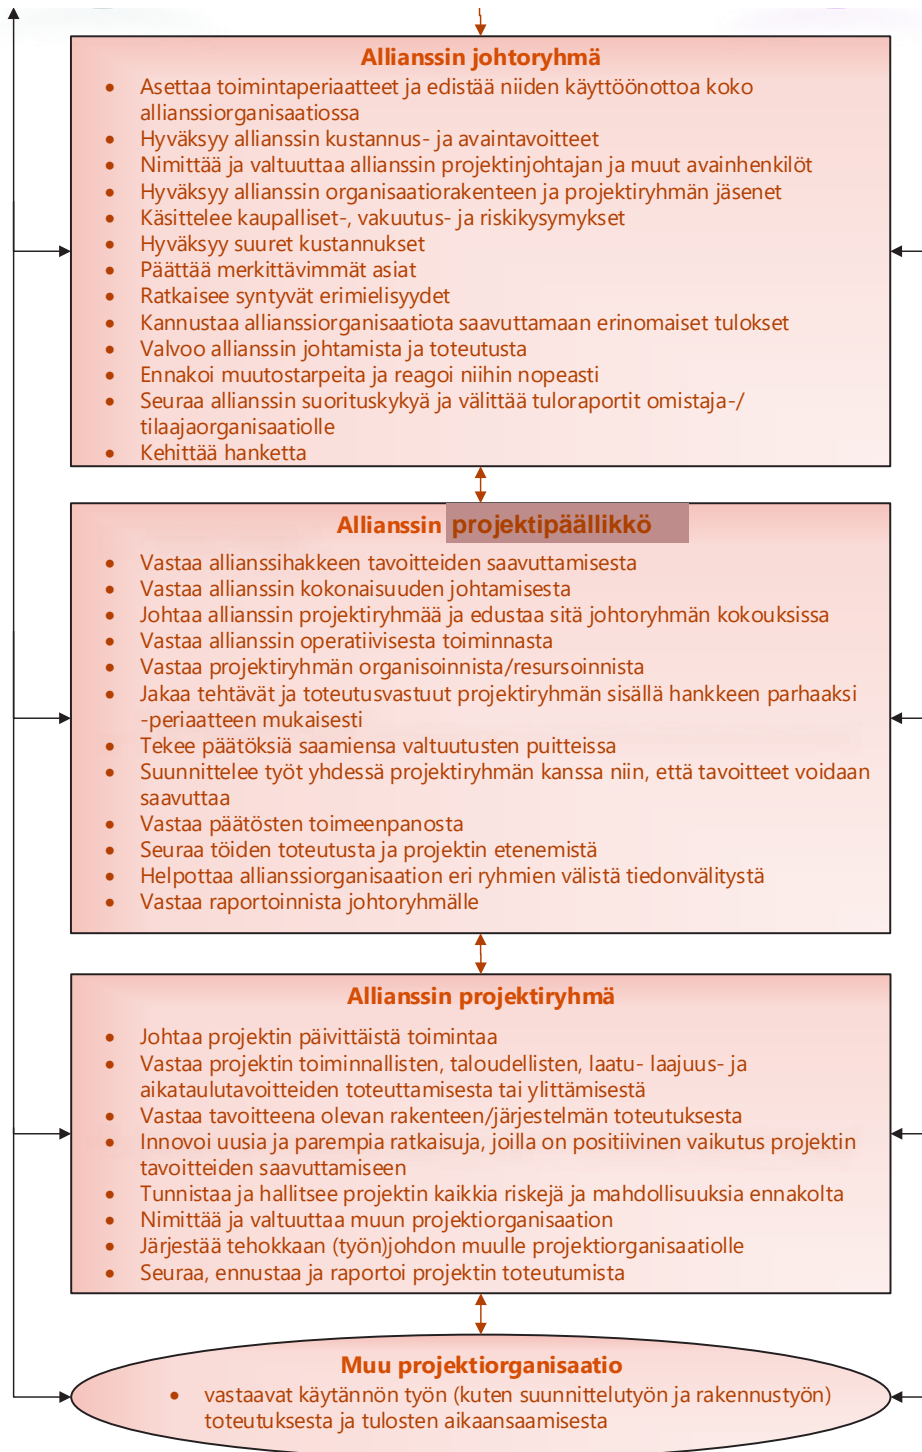 Allianssin johtoryhmä
• Asettaa toimintaperiaatteet ja edistää niiden käyttöönottoa koko
allianssiorganisaatiossa
• Hyväksyy allianssin kustannus- ja avaintavoitteet
• Nimittää ja valtuuttaa allianssin projektinjohtajan ja muut avainhenkilöt
• Hyväksyy allianssin organisaatiorakenteen ja projektiryhmän jäsenet
• Käsittelee kaupalliset-, vakuutus- ja riskikysymykset
• Hyväksyy suuret kustannukset
• Päättää merkittävimmät asiat
• Ratkaisee syntyvät erimielisyydet
• Kannustaa allianssiorganisaatiota saavuttamaan erinomaiset tulokset
• Valvoo allianssin johtamista ja toteutusta
• Ennakoi muutostarpeita ja reagoi niihin nopeasti
• Seuraa allianssin suorituskykyä ja välittää tuloraportit omistaja-/
tilaajaorganisaatiolle
• Kehittää hanketta
Allianssin projektipäällikkö
• Vastaa allianssihakkeen tavoitteiden saavuttamisesta
• Vastaa allianssin kokonaisuuden johtamisesta
• Johtaa allianssin projektiryhmää ja edustaa sitä johtoryhmän kokouksissa
• Vastaa allianssin operatiivisesta toiminnasta
• Vastaa projektiryhmän organisoinnista/resursoinnista
• Jakaa tehtävät ja toteutusvastuut projektiryhmän sisällä hankkeen parhaaksi
-periaatteen mukaisesti
• Tekee päätöksiä saamiensa valtuutusten puitteissa
• Suunnittelee työt yhdessä projektiryhmän kanssa niin, että tavoitteet voidaan
saavuttaa
• Vastaa päätösten toimeenpanosta
• Seuraa töiden toteutusta ja projektin etenemistä
• Helpottaa allianssiorganisaation eri ryhmien välistä tiedonvälitystä
• Vastaa raportoinnista johtoryhmälle
Allianssin projektiryhmä
• Johtaa projektin päivittäistä toimintaa
• Vastaa projektin toiminnallisten, taloudellisten, laatu- laajuus- ja
aikataulutavoitteiden toteuttamisesta tai ylittämisestä
• Vastaa tavoitteena olevan rakenteen/järjestelmän toteutuksesta
• Innovoi uusia ja parempia ratkaisuja, joilla on positiivinen vaikutus projektin
tavoitteiden saavuttamiseen
• Tunnistaa ja hallitsee projektin kaikkia riskejä ja mahdollisuuksia ennakolta
• Nimittää ja valtuuttaa muun projektiorganisaation
• Järjestää tehokkaan (työn)johdon muulle projektiorganisaatiolle
• Seuraa, ennustaa ja raportoi projektin toteutumista
Muu projektiorganisaatio
• vastaavat käytännön työn (kuten suunnittelutyön ja rakennustyön)
toteutuksesta ja tulosten aikaansaamisesta